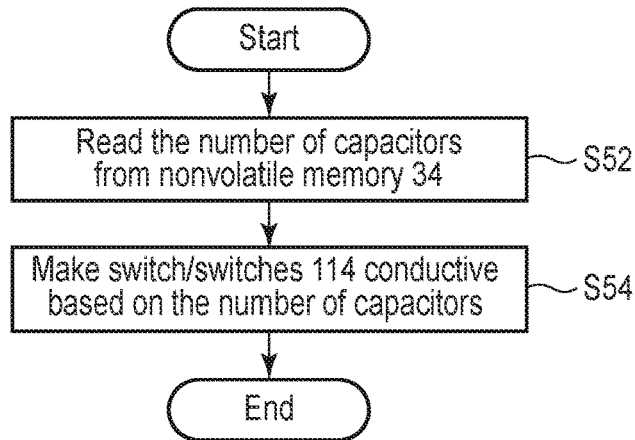 Start
Read the number of capacitors
from nonvolatile memory 34
S52
Make switch/switches 114 conductive
based on the number of capacitors
S54
End